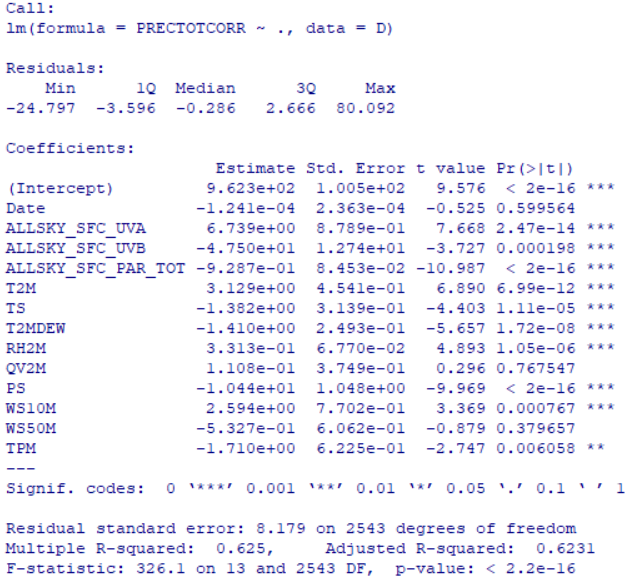 Call:
lm(formula = PRECTOTCORR ~ ., data = D)
Residuals:
    Min      1Q  Median      3Q     Max
-24.797  -3.596  -0.286   2.666  80.092
Coefficients:
                      Estimate Std. Error t value Pr(>|t|)
(Intercept)          9.623e+02  1.005e+02   9.576  < 2e-16 ***
Date                -1.241e-04  2.363e-04  -0.525 0.599564
ALLSKY_SFC_UVA       6.739e+00  8.789e-01   7.668 2.47e-14 ***
ALLSKY_SFC_UVB      -4.750e+01  1.274e+01  -3.727 0.000198 ***
ALLSKY_SFC_PAR_TOT  -9.287e-01  8.453e-02 -10.987  < 2e-16 ***
T2M                  3.129e+00  4.541e-01   6.890 6.99e-12 ***
TS                  -1.382e+00  3.139e-01  -4.403 1.11e-05 ***
T2MDEW              -1.410e+00  2.493e-01  -5.657 1.72e-08 ***
RH2M                 3.313e-01  6.770e-02   4.893 1.05e-06 ***
QV2M                 1.108e-01  3.749e-01   0.296 0.767547
PS                  -1.044e+01  1.048e+00  -9.969  < 2e-16 ***
WS10M                2.594e+00  7.702e-01   3.369 0.000767 ***
WS50M               -5.327e-01  6.062e-01  -0.879 0.379657
TPM                 -1.710e+00  6.225e-01  -2.747 0.006058 **
---
Signif. codes:  0 ‘***’ 0.001 ‘**’ 0.01 ‘*’ 0.05 ‘.’ 0.1 ‘ ’ 1
Residual standard error: 8.179 on 2543 degrees of freedom
Multiple R-squared:  0.625,     Adjusted R-squared:  0.6231
F-statistic: 326.1 on 13 and 2543 DF,  p-value: < 2.2e-16